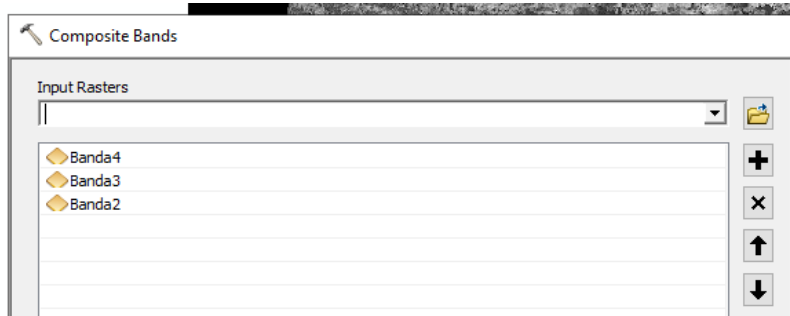 Composite Bands
Input Rasters
Banda4
Banda3
Banda2